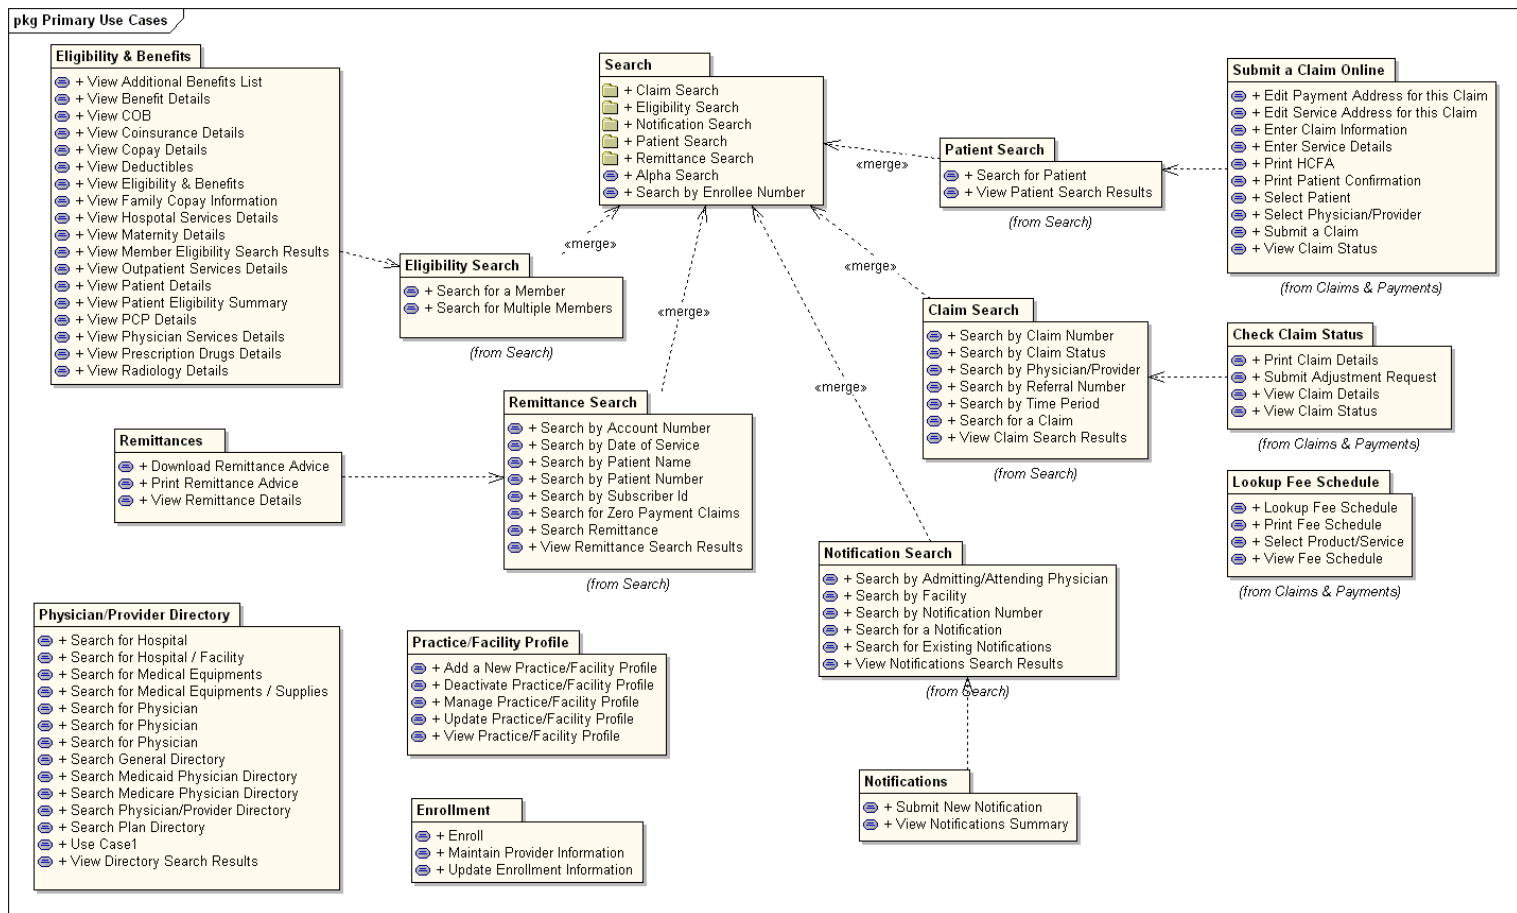 pkg Primary Use Cases
Eligibility & Benefits
+ View Additional Benefits List
+ View Benefit Details
+ View COB
+ View Coinsurance Details
+ View Copay Details
+ View Deductibles
+ View Eligibility & Benefits
+ View Family Copay Information
+ View Hospotal Services Details
+ View Maternity Details
+ View Member Eligibility Search Results
+ View Outpatient Services Details
+ View Patient Details
+ View Patient Eligibility Summary
+ View PCP Details
+ View Physician Services Details
+ View Prescription Drugs Details
+ View Radiology Details
Search
+ Claim Search
+ Eligibility Search
+ Notification Search
+ Patient Search
+ Remittance Search
+ Alpha Search
+ Search by Enrollee Number
«merge»
Patient Search
+ Search for Patient
+ View Patient Search Results
(from Search)
Submit a Claim Online
+ Edit Payment Address for this Claim
+ Edit Service Address for this Claim
+ Enter Claim Information
+ Enter Service Details
+ Print HCFA
+ Print Patient Confirmation
+ Select Patient
+ Select Physician/Provider
+ Submit a Claim
+ View Claim Status
(from Claims & Payments)
«merge»
«merge»
«merge»
«merge»
Eligibility Search
+ Search for a Member
+ Search for Multiple Members
(from Search)
Claim Search
+ Search by Claim Number
+ Search by Claim Status
+ Search by Physician/Provider
+ Search by Referral Number
+ Search by Time Period
+ Search for a Claim
+ View Claim Search Results
(from Search)
Check Claim Status
+ Print Claim Details
+ Submit Adjustment Request
+ View Claim Details
+ View Claim Status
(from Claims & Payments)
Remittances
+ Download Remittance Advice
+ Print Remittance Advice
+ View Remittance Details
Remittance Search
+ Search by Account Number
+ Search by Date of Service
+ Search by Patient Name
+ Search by Patient Number
+ Search by Subscriber Id
+ Search for Zero Payment Claims
+ Search Remittance
+ View Remittance Search Results
(from Search)
Lookup Fee Schedule
+ Lookup Fee Schedule
+ Print Fee Schedule
+ Select Product/Service
+ View Fee Schedule
(from Claims & Payments)
Notification Search
+ Search by Admitting/Attending Physician
+ Search by Facility
+ Search by Notification Number
+ Search for a Notification
+ Search for Existing Notifications
+ View Notifications Search Results
(from Search)
Physician/Provider Directory
+ Search for Hospital
+ Search for Hospital / Facility
+ Search for Medical Equipments
+ Search for Medical Equipments / Supplies
+ Search for Physician
+ Search for Physician
+ Search for Physician
+ Search General Directory
+ Search Medicaid Physician Directory
+ Search Medicare Physician Directory
+ Search Physician/Provider Directory
+ Search Plan Directory
+ Use Case1
+ View Directory Search Results
Practice/Facility Profile
+ Add a New Practice/Facility Profile
+ Deactivate Practice/Facility Profile
+ Manage Practice/Facility Profile
+ Update Practice/Facility Profile
+ View Practice/Facility Profile
Enrollment
+ Enroll
+ Maintain Provider Information
+ Update Enrollment Information
Notifications
+ Submit New Notification
+ View Notifications Summary